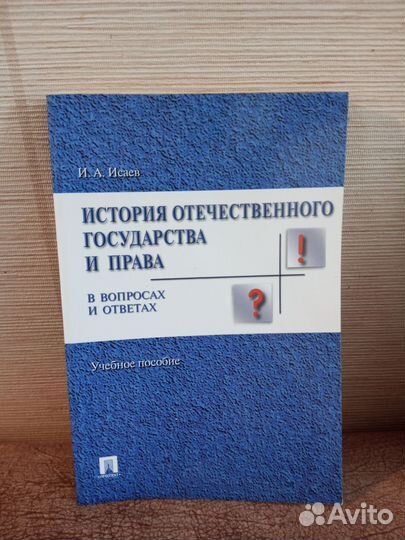 И. А. Исаев
ИСТОРИЯ ОТЕЧЕСТВЕННОГО
ГОСУДАРСТВА
И ПРАВА
!
В ВОПРОСАХ
И ОТВЕТАХ
?
Учебное пособие
Avito